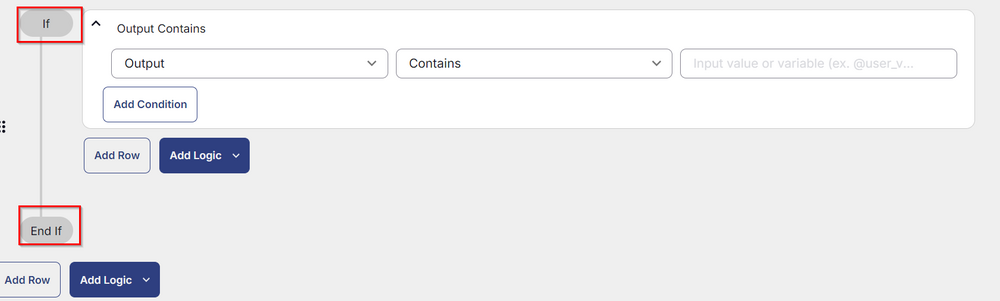 If
Output Contains
Output
Contains
Input value or variable (ex. @user_v...
Add Condition
Add Row
Add Logic
End If
Add Row
Add Logic